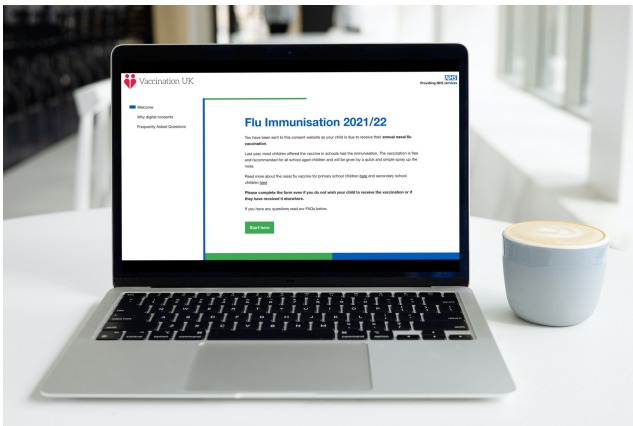 Vaccination UK
NHS
Providing NHS services
Welcome
Why digital consents
Frequently Asked Questions
Flu Immunisation 2021/22
You have been sent to this consent website as your child is due to receive their annual nasal flu
vaccination.
Last year, most children offered the vaccine in schools had the immunisation. The vaccination is free
and recommended for all school aged children and will be given by a quick and simple spray up the
nose.
Read more about the nasal flu vaccine for primary school children here and secondary school
children here
Please complete the form even if you do not wish your child to receive the vaccination or if
they have received it elsewhere.
If you have any questions read our FAQs below.
Start here